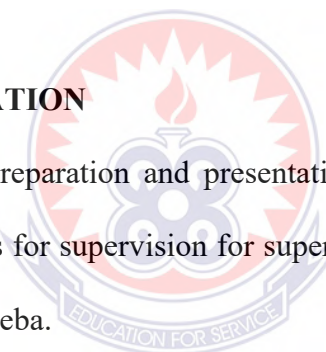 ATION
reparation and presentati
s for supervision for super
eba.
EDUCATION FOR SERVICE